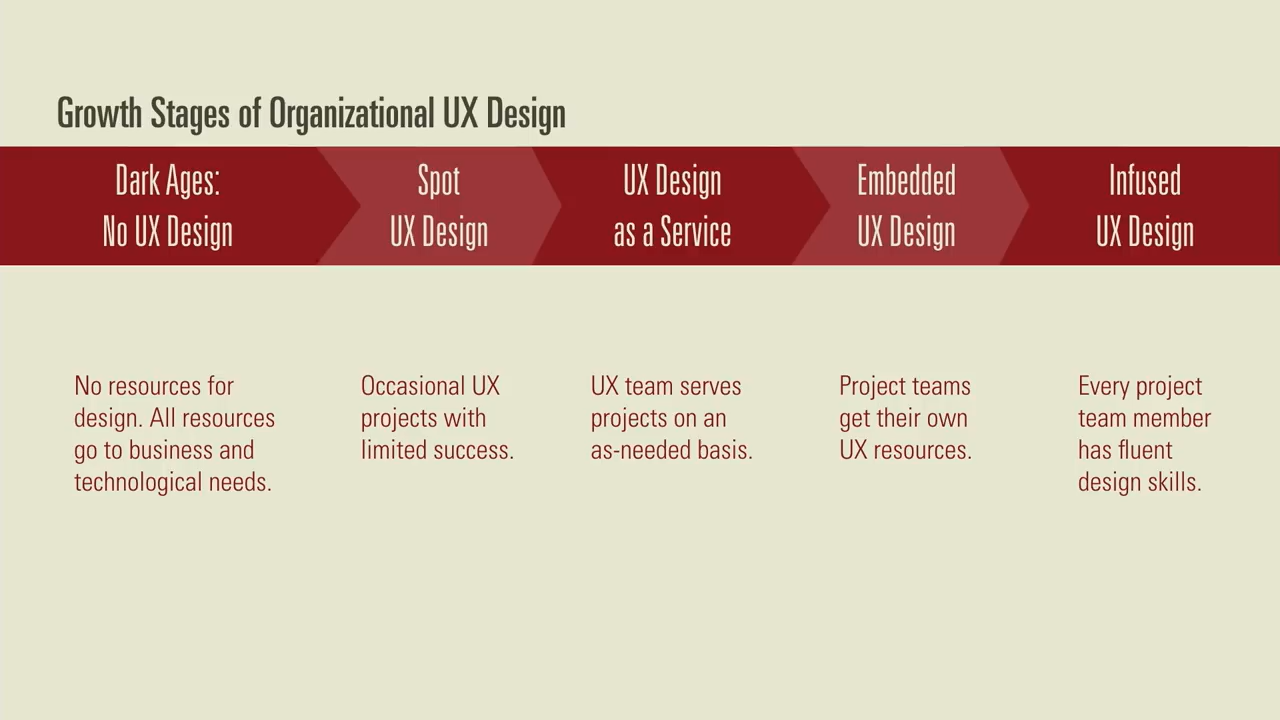 Growth Stages of Organizational UX Design
Dark Ages:
No UX Design
Spot
UX Design
UX Design
as a Service
Embedded
UX Design
Infused
UX Design
No resources for
design. All resources
go to business and
technological needs.
Occasional UX
projects with
limited success.
UX team serves
projects on an
as-needed basis.
Project teams
get their own
UX resources.
Every project
team member
has fluent
design skills.